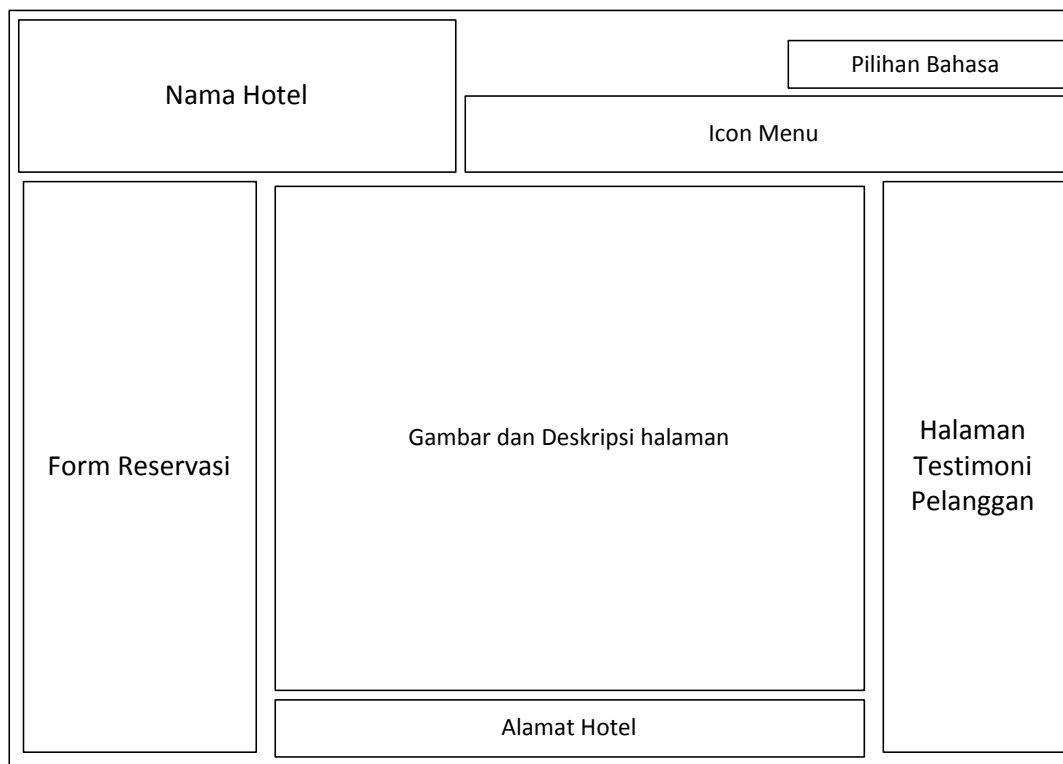 Nama Hotel
Pilihan Bahasa
Icon Menu
Form Reservasi
Gambar dan Deskripsi halaman
Halaman
Testimoni
Pelanggan
Alamat Hotel